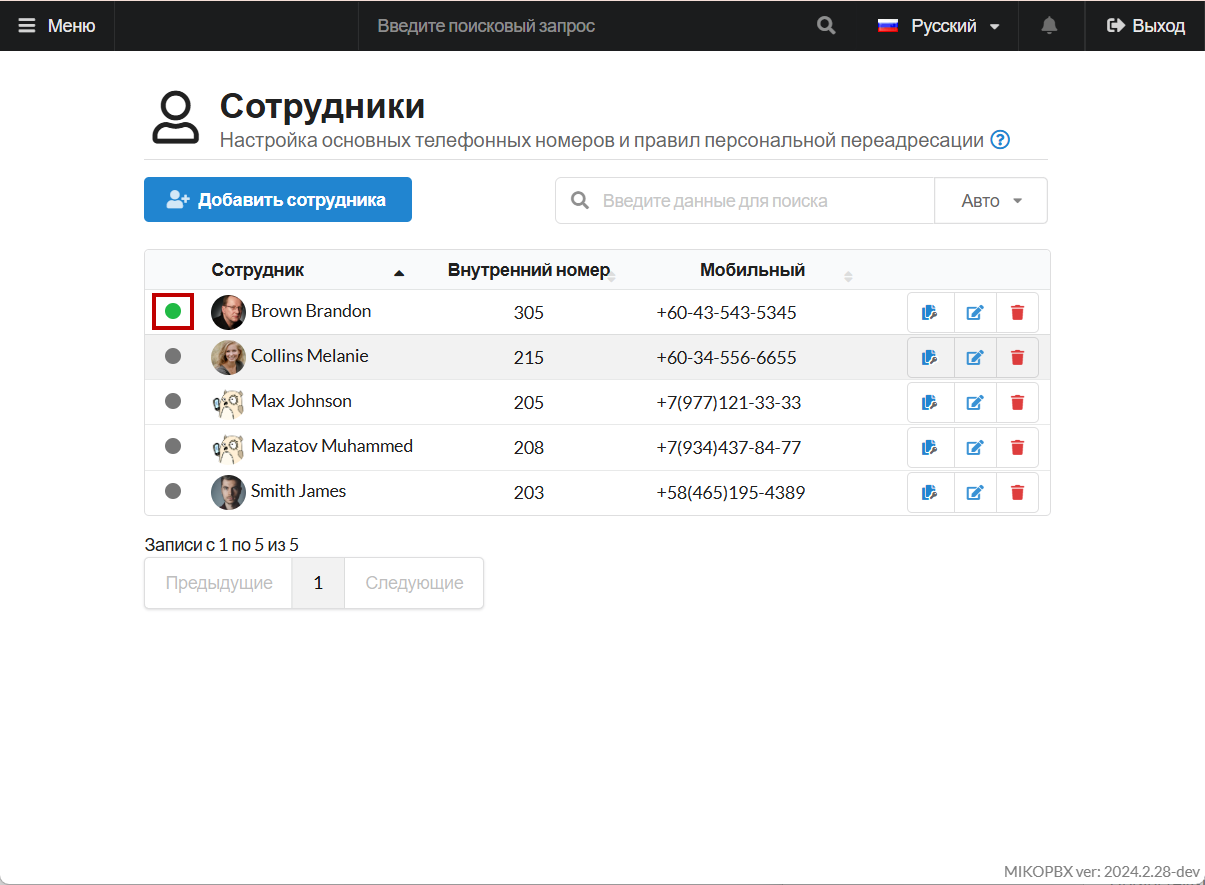 Меню
Введите поисковый запрос
Русский
Выход
Сотрудники
Настройка основных телефонных номеров и правил персональной переадресации ?
Добавить сотрудника
Введите данные для поиска
Авто
Сотрудник Внутренний номер Мобильный
Brown Brandon 305 +60-43-543-5345
Collins Melanie 215 +60-34-556-6655
Max Johnson 205 +7(977)121-33-33
Mazatov Muhammed 208 +7(934)437-84-77
Smith James 203 +58(465)195-4389
Записи с 1 по 5 из 5
Предыдущие 1 Следующие
MIKOPBX ver: 2024.2.28-dev